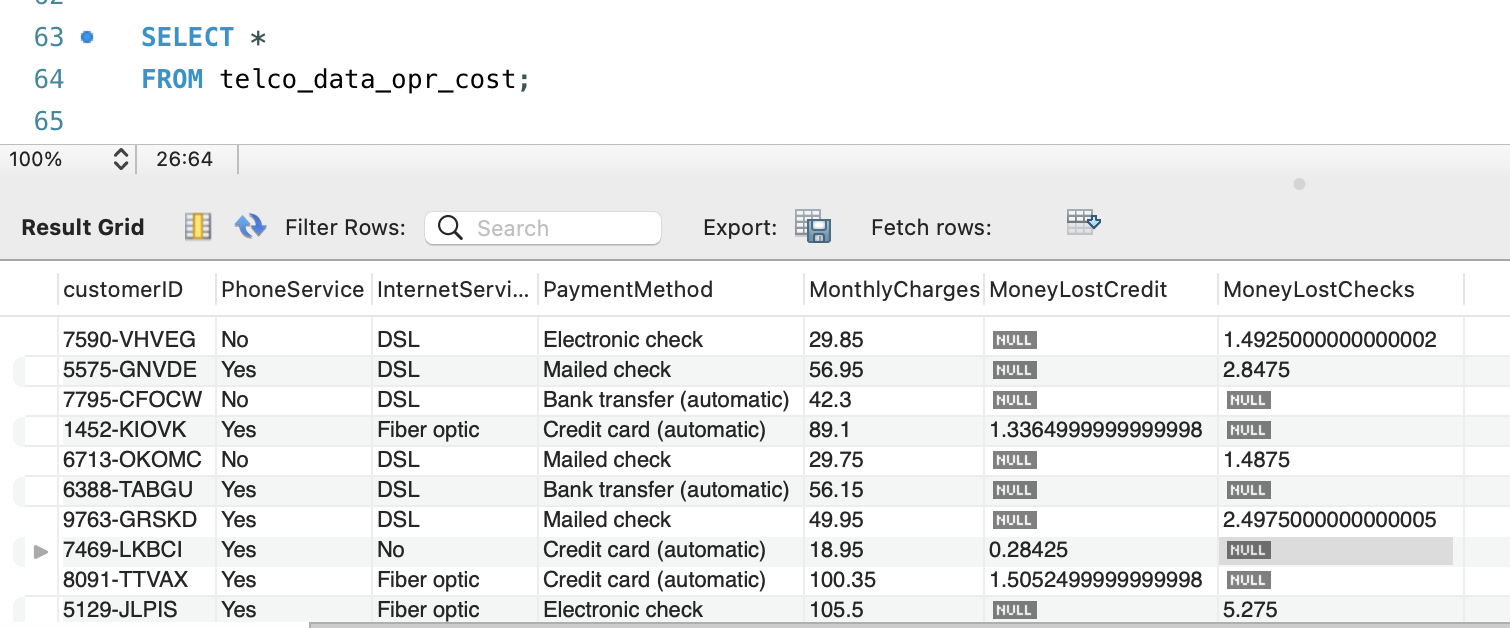 63 SELECT *
64 FROM telco_data_opr_cost;
65
100% 26:64
Result Grid Filter Rows: Search Export: Fetch rows:
customerID PhoneService InternetServi... PaymentMethod MonthlyCharges MoneyLostCredit MoneyLostChecks
7590-VHVEG No DSL Electronic check 29.85 NULL 1.4925000000000002
5575-GNVDE Yes DSL Mailed check 56.95 NULL 2.8475
7795-CFOCW No DSL Bank transfer (automatic) 42.3 NULL NULL
1452-KIOVK Yes Fiber optic Credit card (automatic) 89.1 1.3364999999999998 NULL
6713-OKOMC No DSL Mailed check 29.75 NULL 1.4875
6388-TABGU Yes DSL Bank transfer (automatic) 56.15 NULL NULL
9763-GRSKD Yes DSL Mailed check 49.95 NULL 2.4975000000000005
7469-LKBCI Yes No Credit card (automatic) 18.95 0.28425 NULL
8091-TTVAX Yes Fiber optic Credit card (automatic) 100.35 1.5052499999999998 NULL
5129-JLPIS Yes Fiber optic Electronic check 105.5 NULL 5.275